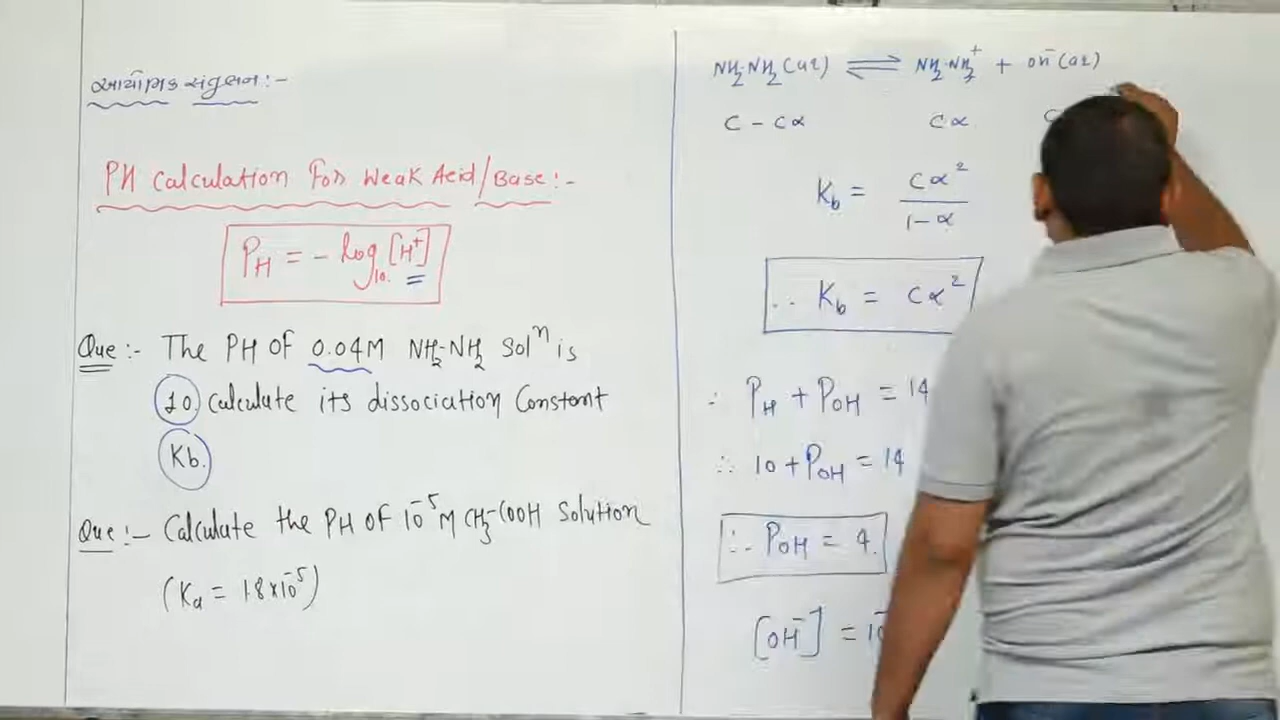 આયનીક સંતુલન:-
PH Calculation For Weak Acid/Base:-
PH = - log10. [H⁺]
Que :- The PH OF 0.04M NH2-NH2 Solⁿ is
10 calculate its dissociation Constant
Kb.
Que :- Calculate the PH OF 10⁻⁵M CH3-COOH Solution
(Ka = 1.8×10⁻⁵)
NH2-NH2(aq) ⇌ NH2-NH3⁺ + OH⁻(aq)
C - Cα Cα C
Kb = Cα² / 1-α
∴ Kb = Cα²
∴ PH + POH = 14
∴ 10 + POH = 14
∴ POH = 4.
[OH⁻] = 10⁻